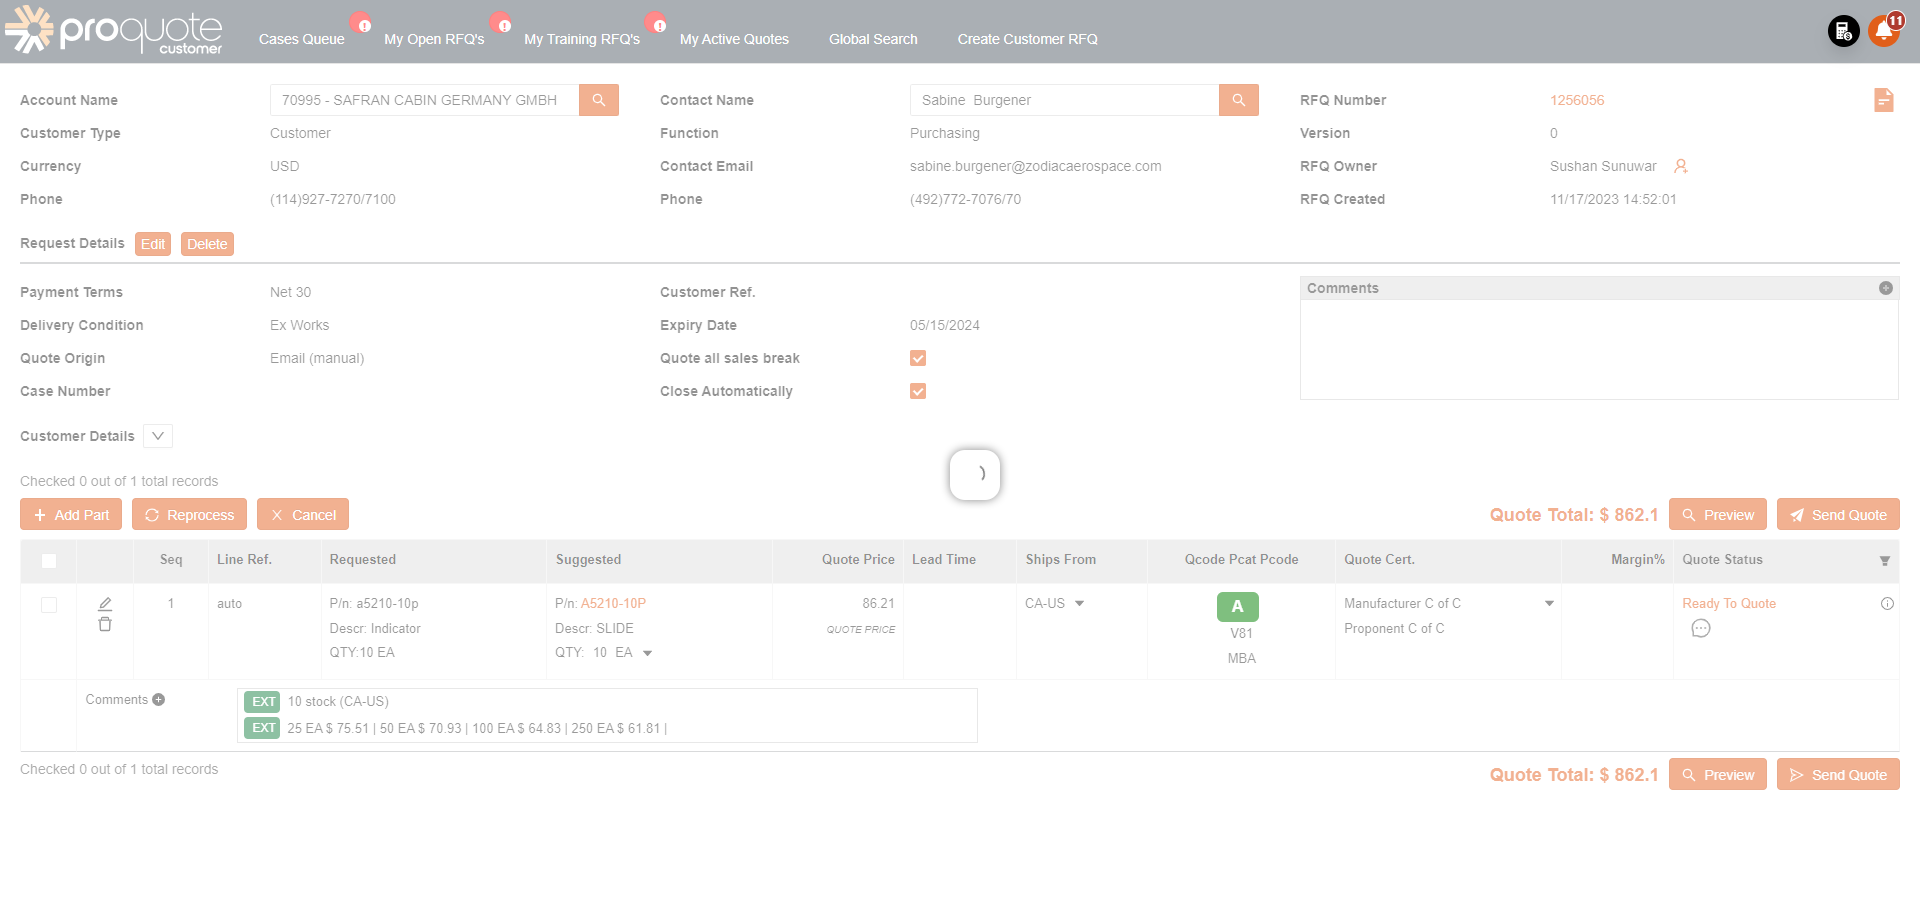 proquote customer
Cases Queue My Open RFQ's My Training RFQ's My Active Quotes Global Search Create Customer RFQ 11
Account Name 70995 - SAFRAN CABIN GERMANY GMBH Contact Name Sabine Burgener RFQ Number 1256056
Customer Type Customer Function Purchasing Version 0
Currency USD Contact Email sabine.burgener@zodiacaerospace.com RFQ Owner Sushan Sunuwar
Phone (114)927-7270/7100 Phone (492)772-7076/70 RFQ Created 11/17/2023 14:52:01
Request Details Edit Delete
Payment Terms Net 30 Customer Ref. Comments
Delivery Condition Ex Works Expiry Date 05/15/2024
Quote Origin Email (manual) Quote all sales break
Case Number Close Automatically
Customer Details
Checked 0 out of 1 total records
Add Part Reprocess Cancel Quote Total: $ 862.1 Preview Send Quote
Seq Line Ref. Requested Suggested Quote Price Lead Time Ships From Qcode Pcat Pcode Quote Cert. Margin% Quote Status
1 auto P/n: a5210-10p P/n: A5210-10P 86.21 CA-US A Manufacturer C of C Ready To Quote
Descr: Indicator Descr: SLIDE QUOTE PRICE V81 Proponent C of C
QTY:10 EA QTY: 10 EA MBA
Comments EXT 10 stock (CA-US)
EXT 25 EA $ 75.51 | 50 EA $ 70.93 | 100 EA $ 64.83 | 250 EA $ 61.81 |
Checked 0 out of 1 total records Quote Total: $ 862.1 Preview Send Quote